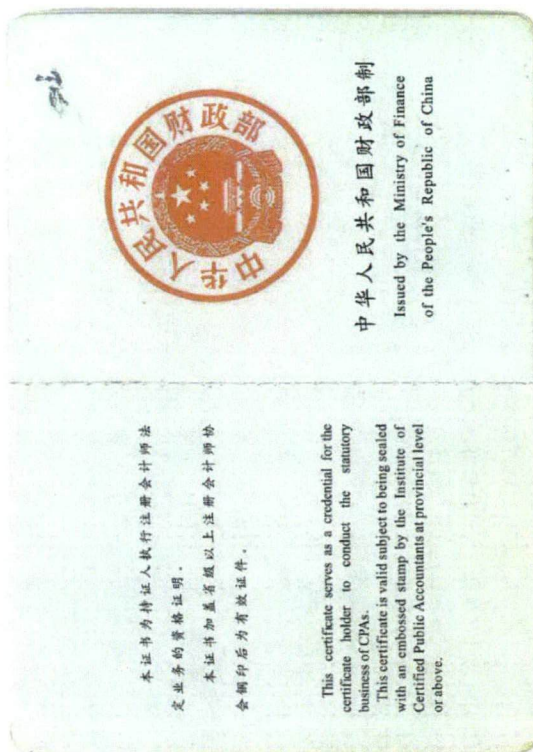 本证书为持证人执行注册会计师法
定业务的资格证明。
本证书加盖省级以上注册会计师协
会钢印后为有效证件。
This certificate serves as a credential for the
certificate holder to conduct the statutory
business of CPAs.
This certificate is valid subject to being sealed
with an embossed stamp by the Institute of
Certified Public Accountants at provincial level
or above.
中华人民共和国财政部
中华人民共和国财政部制
Issued by the Ministry of Finance
of the People's Republic of China